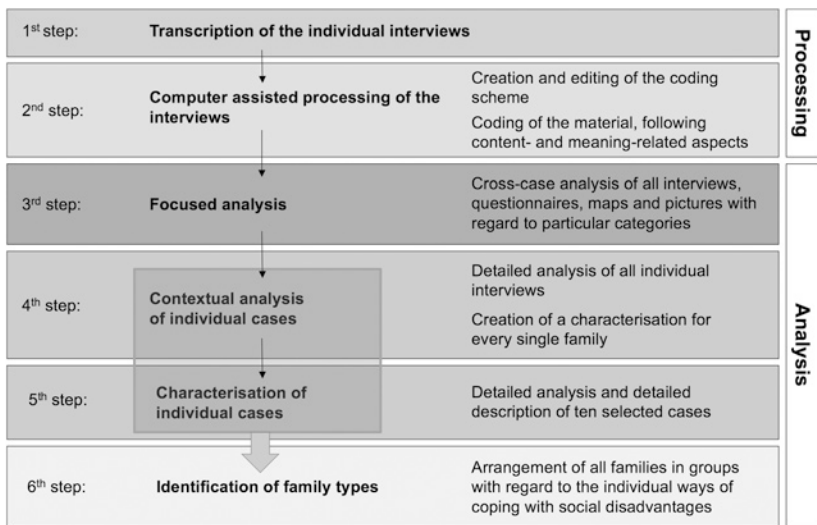 1st step:
Transcription of the individual interviews
2nd step:
Computer assisted processing of the
interviews
Creation and editing of the coding
scheme
Coding of the material, following
content- and meaning-related aspects
Processing
3rd step:
Focused analysis
Cross-case analysis of all interviews,
questionnaires, maps and pictures with
regard to particular categories
4th step:
Contextual analysis
of individual cases
Detailed analysis of all individual
interviews
Creation of a characterisation for
every single family
5th step:
Characterisation of
individual cases
Detailed analysis and detailed
description of ten selected cases
6th step:
Identification of family types
Arrangement of all families in groups
with regard to the individual ways of
coping with social disadvantages
Analysis